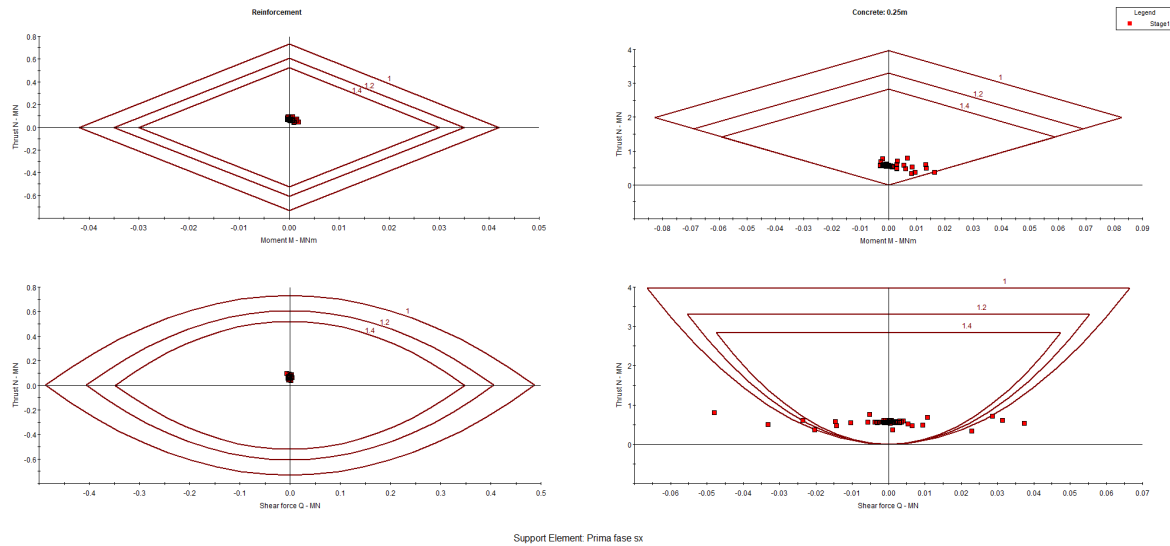 Reinforcement
Concrete: 0.25m
Legend
Stage1
Thrust N - MN
0.8
0.6
0.4
0.2
0.0
-0.2
-0.4
-0.6
1
1.2
1.4
-0.04 -0.03 -0.02 -0.01 0.00 0.01 0.02 0.03 0.04 0.05
Moment M - MNm
Thrust N - MN
4
3
2
1
0
1
1.2
1.4
-0.08 -0.07 -0.06 -0.05 -0.04 -0.03 -0.02 -0.01 0.00 0.01 0.02 0.03 0.04 0.05 0.06 0.07 0.08 0.09
Moment M - MNm
Thrust N - MN
0.8
0.6
0.4
0.2
0.0
-0.2
-0.4
-0.6
1
1.2
1.4
-0.4 -0.3 -0.2 -0.1 0.0 0.1 0.2 0.3 0.4 0.5
Shear force Q - MN
Thrust N - MN
4
3
2
1
0
1
1.2
1.4
-0.06 -0.05 -0.04 -0.03 -0.02 -0.01 0.00 0.01 0.02 0.03 0.04 0.05 0.06 0.07
Shear force Q - MN
Support Element: Prima fase sx